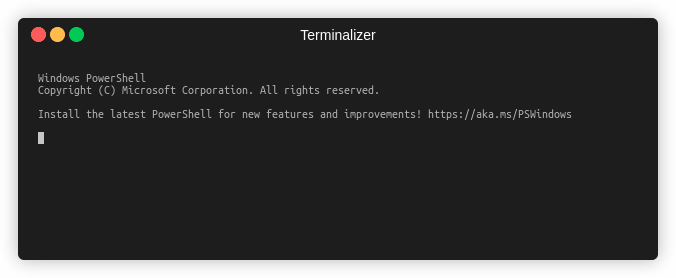 Terminalizer
Windows PowerShell
Copyright (C) Microsoft Corporation. All rights reserved.
Install the latest PowerShell for new features and improvements! https://aka.ms/PSWindows